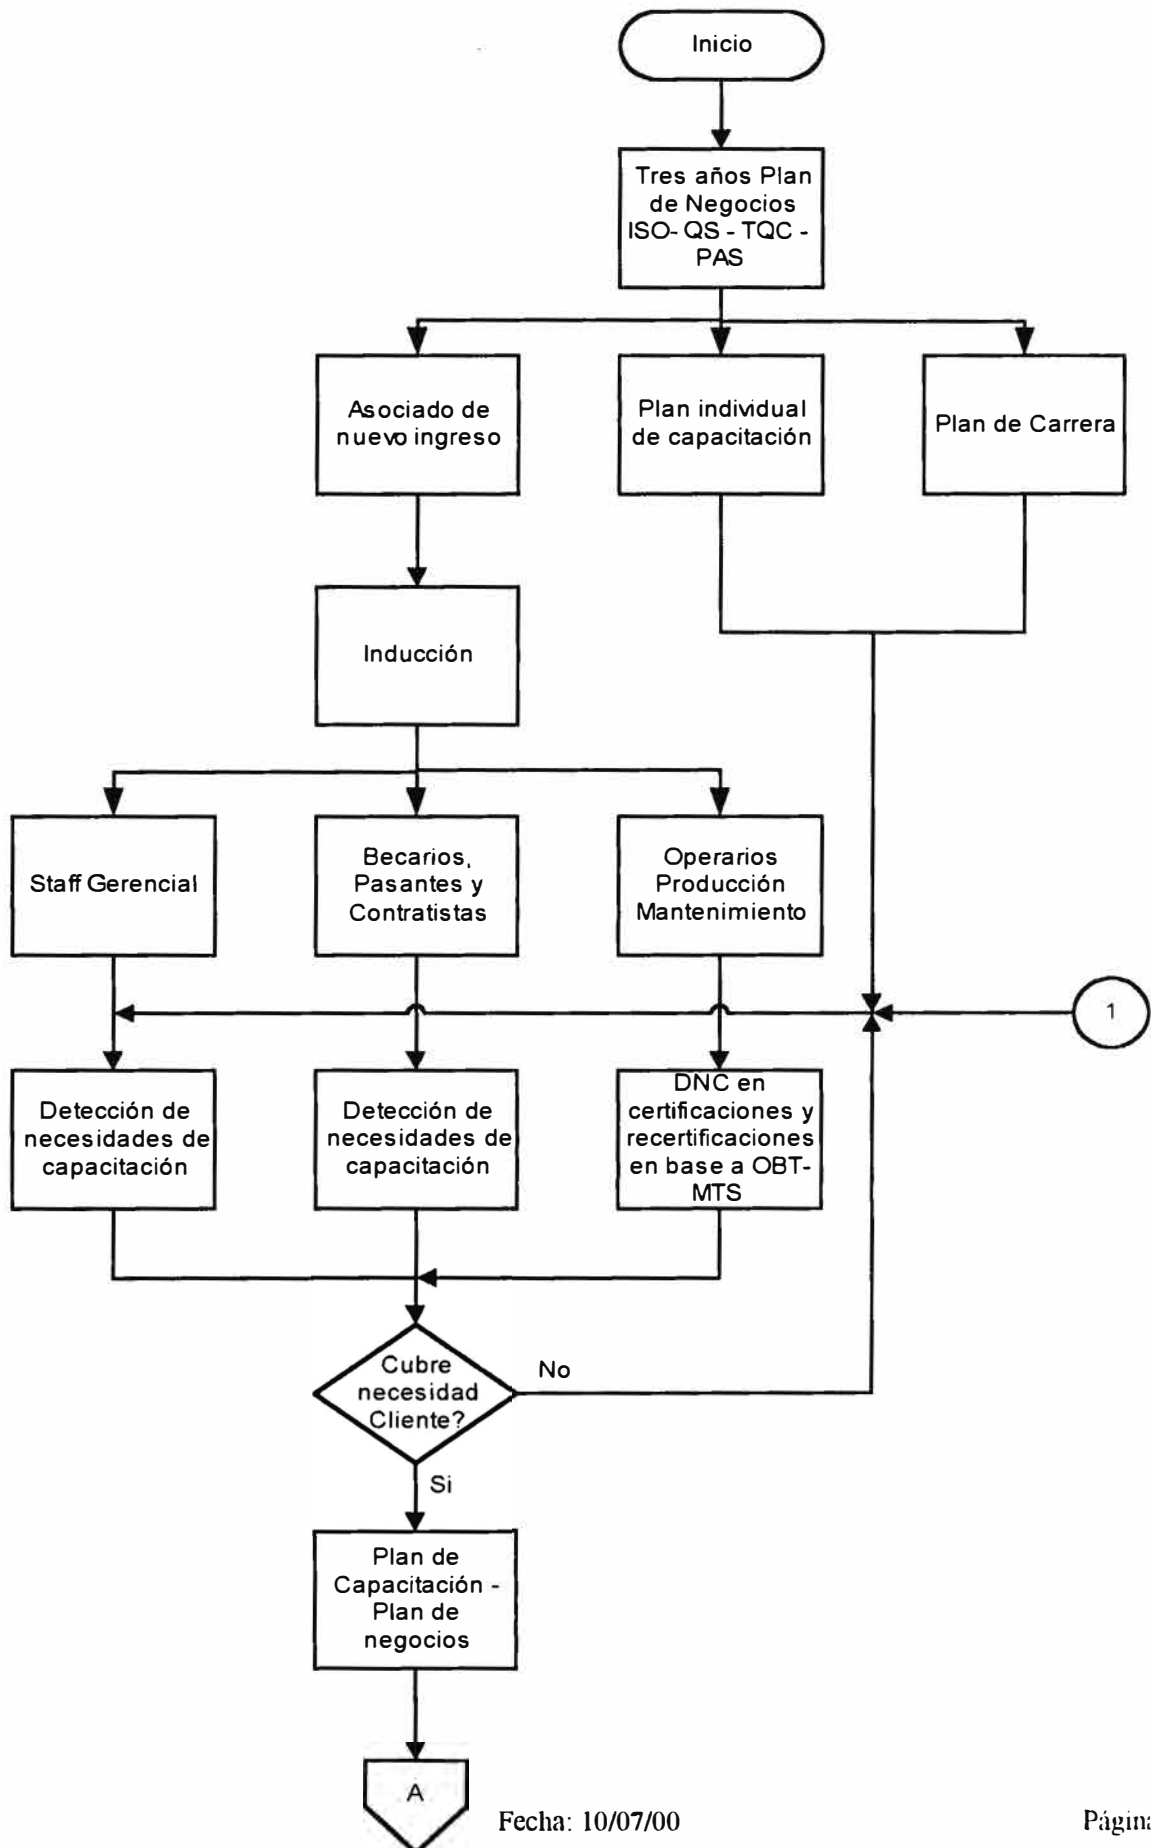 Inicio
Tres años Plan
de Negocios
ISO- QS - TQC -
PAS
Asociado de
nuevo ingreso
Plan individual
de capacitación
Plan de Carrera
Inducción
Staff Gerencial
Becarios,
Pasantes y
Contratistas
Operarios
Producción
Mantenimiento
1
Detección de
necesidades de
capacitación
Detección de
necesidades de
capacitación
DNC en
certificaciones y
recertificaciones
en base a OBT-
MTS
Cubre
necesidad
Cliente?
No
Si
Plan de
Capacitación -
Plan de
negocios
A
Fecha: 10/07/00
Página